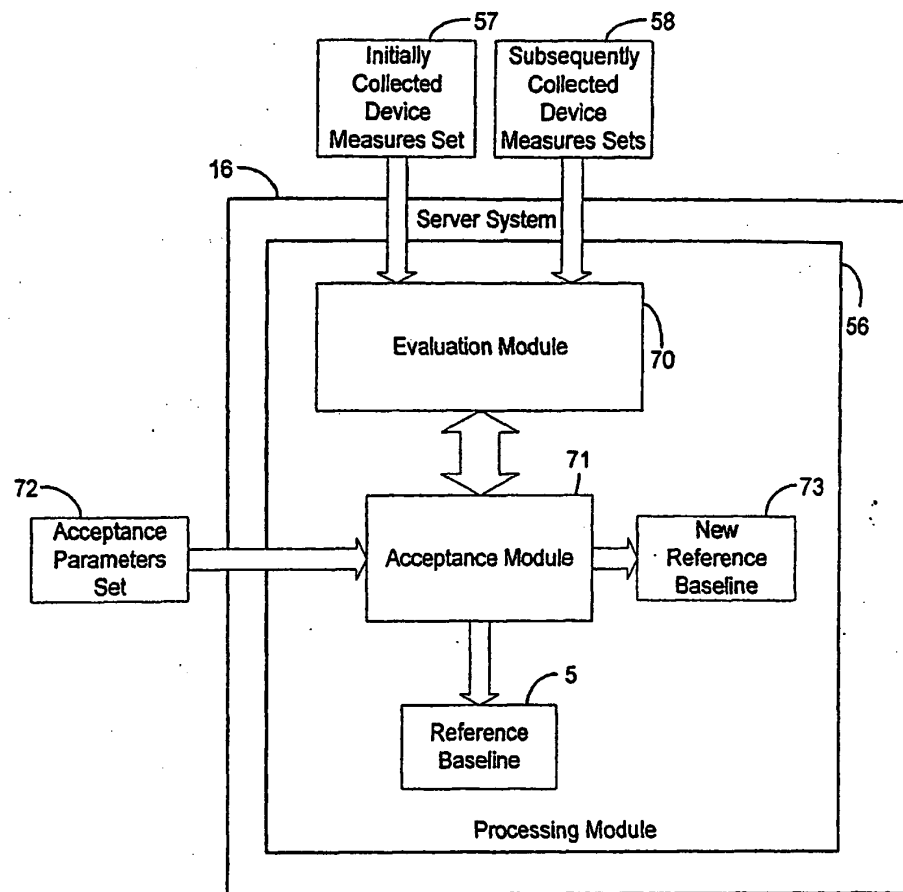 57
58
Initially
Collected
Device
Measures Set
Subsequently
Collected
Device
Measures Sets
16
Server System
56
Evaluation Module
70
71
72
73
Acceptance
Parameters
Set
Acceptance Module
New
Reference
Baseline
5
Reference
Baseline
Processing Module